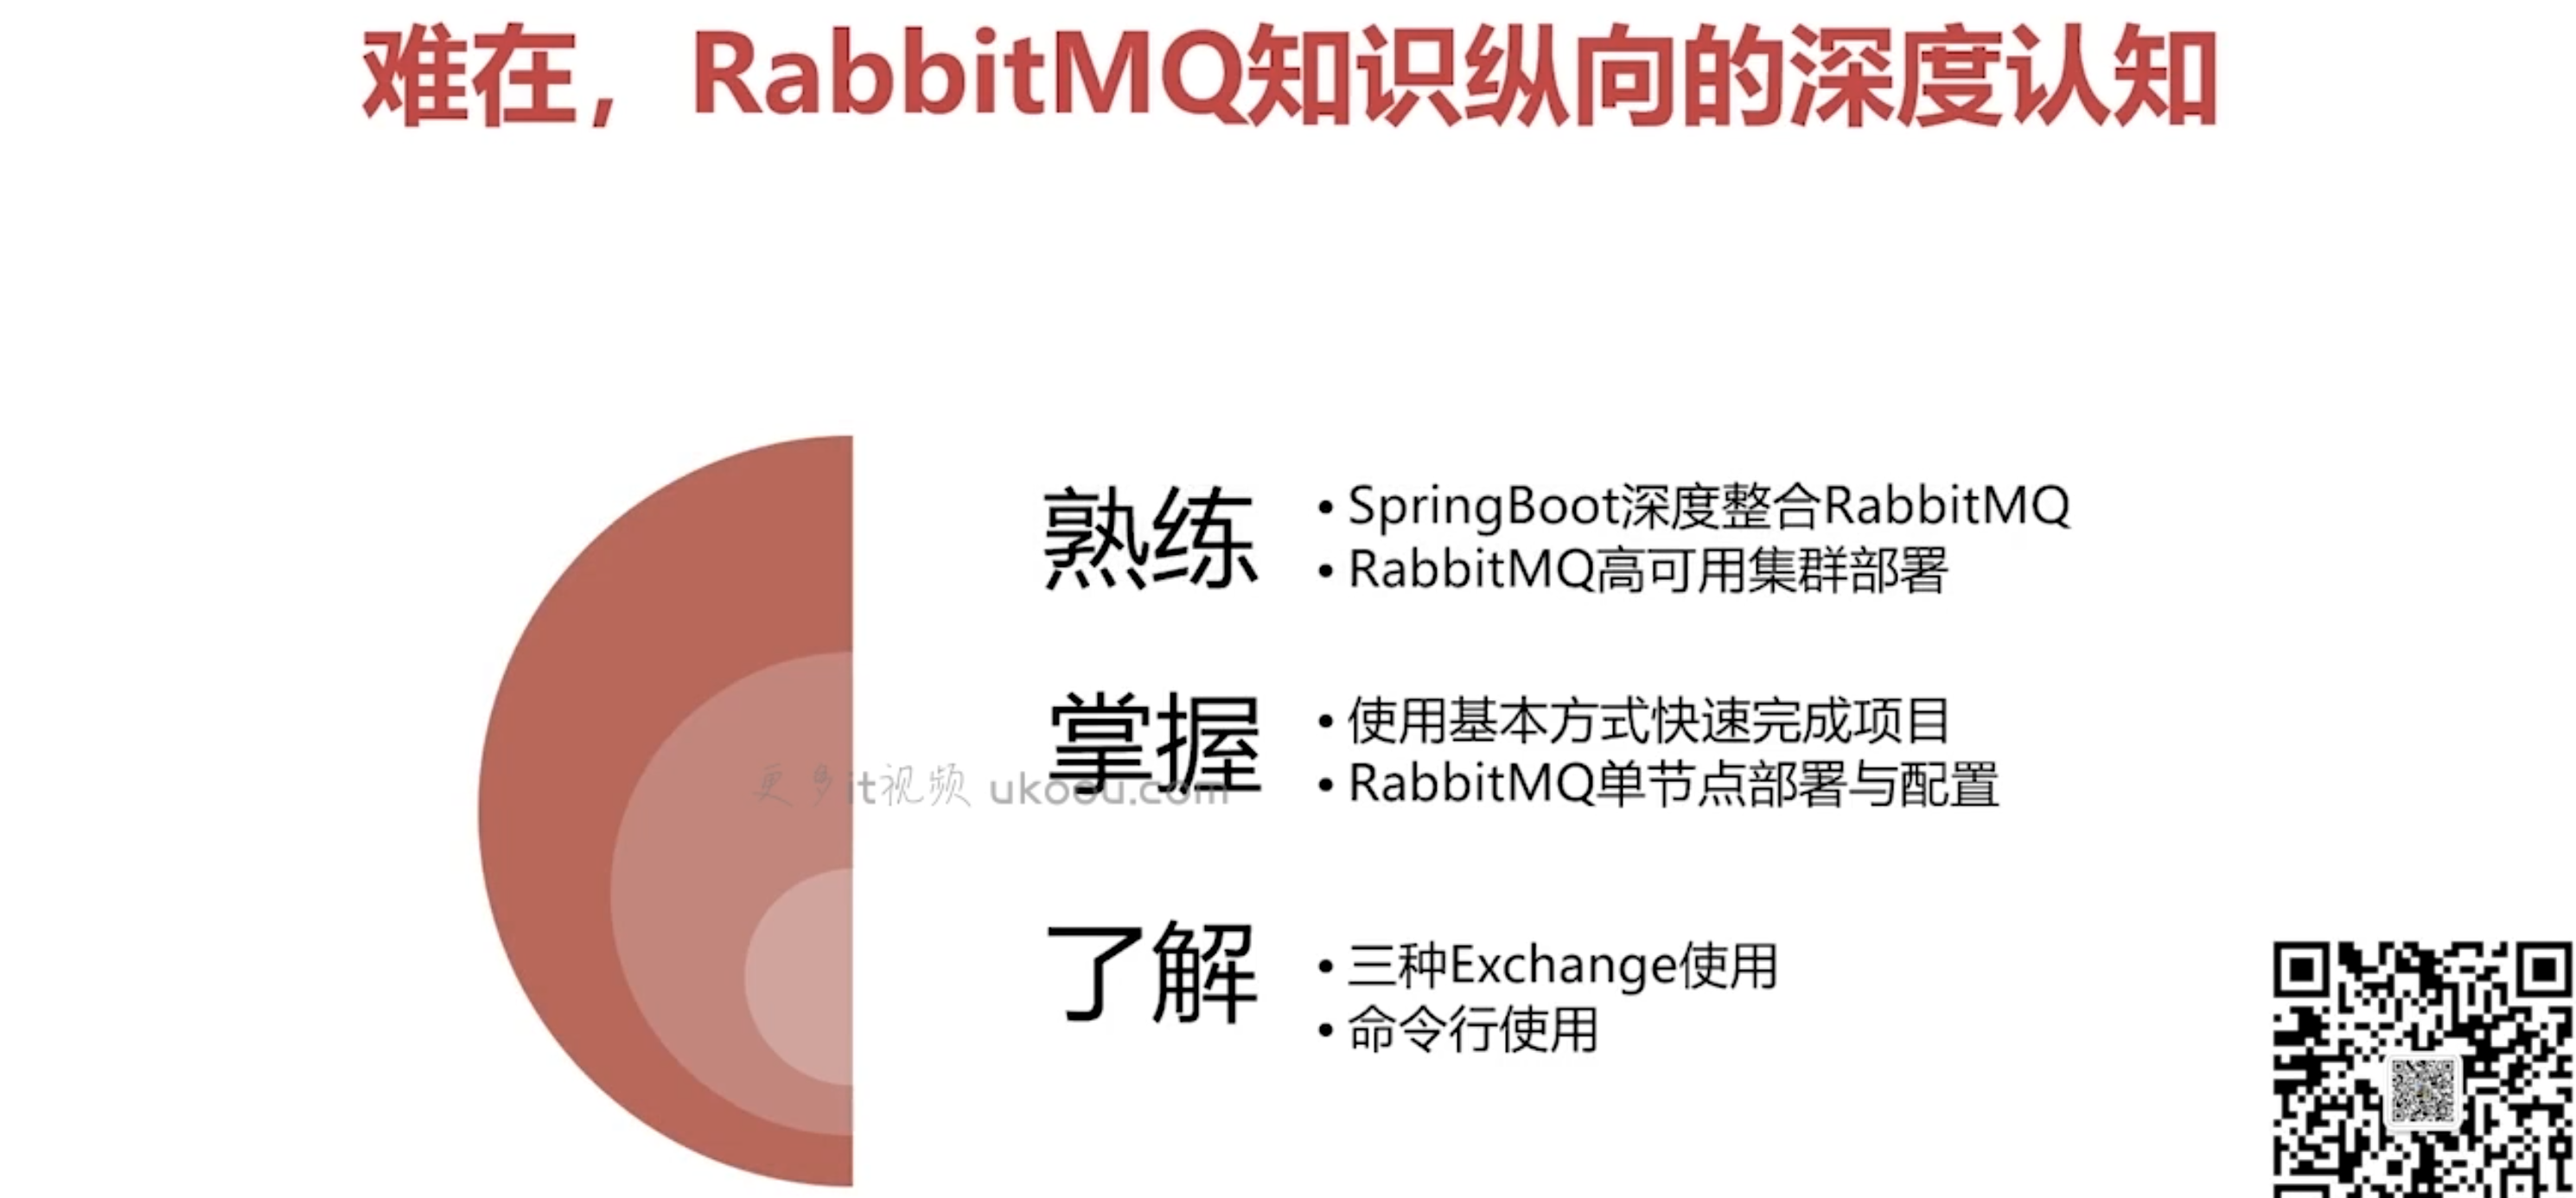 难在，RabbitMQ知识纵向的深度认知
熟练
• SpringBoot深度整合RabbitMQ
• RabbitMQ高可用集群部署
掌握
• 使用基本方式快速完成项目
• RabbitMQ单节点部署与配置
更多it视频 ukoou.com
了解
• 三种Exchange使用
• 命令行使用